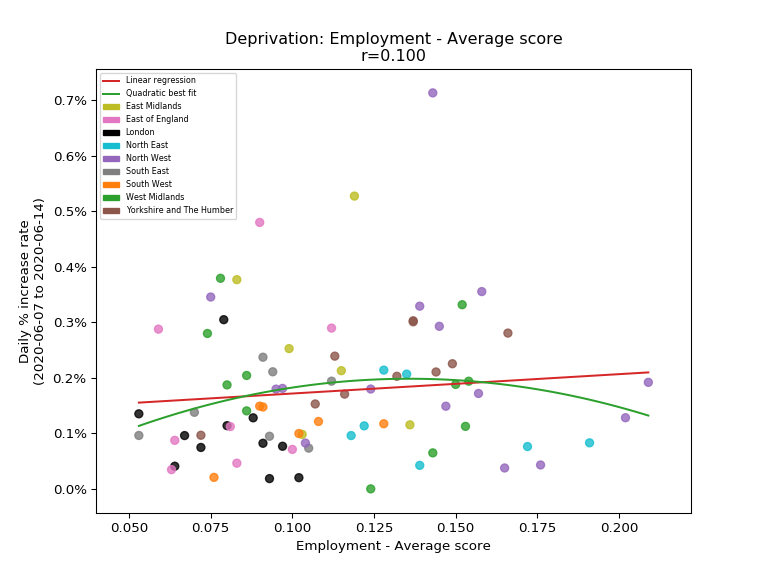 Deprivation: Employment - Average score
r=0.100
Linear regression
Quadratic best fit
East Midlands
East of England
London
North East
North West
South East
South West
West Midlands
Yorkshire and The Humber
0.7%
0.6%
0.5%
0.4%
0.3%
0.2%
0.1%
0.0%
Daily % increase rate
(2020-06-07 to 2020-06-14)
0.050
0.075
0.100
0.125
0.150
0.175
0.200
Employment - Average score